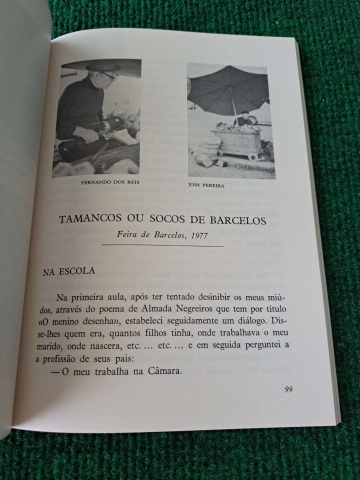 FERNANDO DOS REIS
JOSE PEREIRA
TAMANCOS OU SOCOS DE BARCELOS
Feira de Barcelos, 1977
NA ESCOLA
Na primeira aula, após ter tentado desinibir os meus miú-
dos, através do poema de Almada Negreiros que tem por título
«O menino desenha», estabeleci seguidamente um diálogo. Dis-
se-lhes quem era, quantos filhos tinha, onde trabalhava o meu
marido, onde nascera, etc. ... etc. ... e em seguida perguntei a
a profissão de seus pais:
— O meu trabalha na Câmara.
99